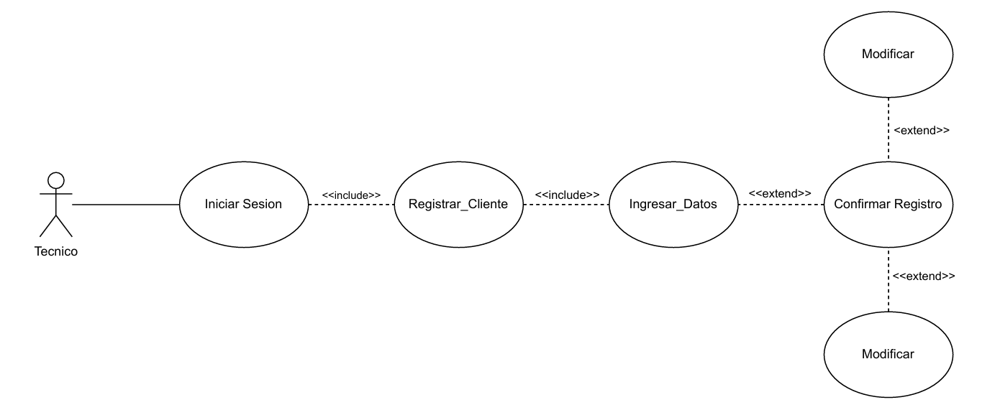 Modificar
<extend>>
Iniciar Sesion
<<include>>
Registrar_Cliente
<<include>>
Ingresar_Datos
<<extend>>
Confirmar Registro
Tecnico
<<extend>>
Modificar